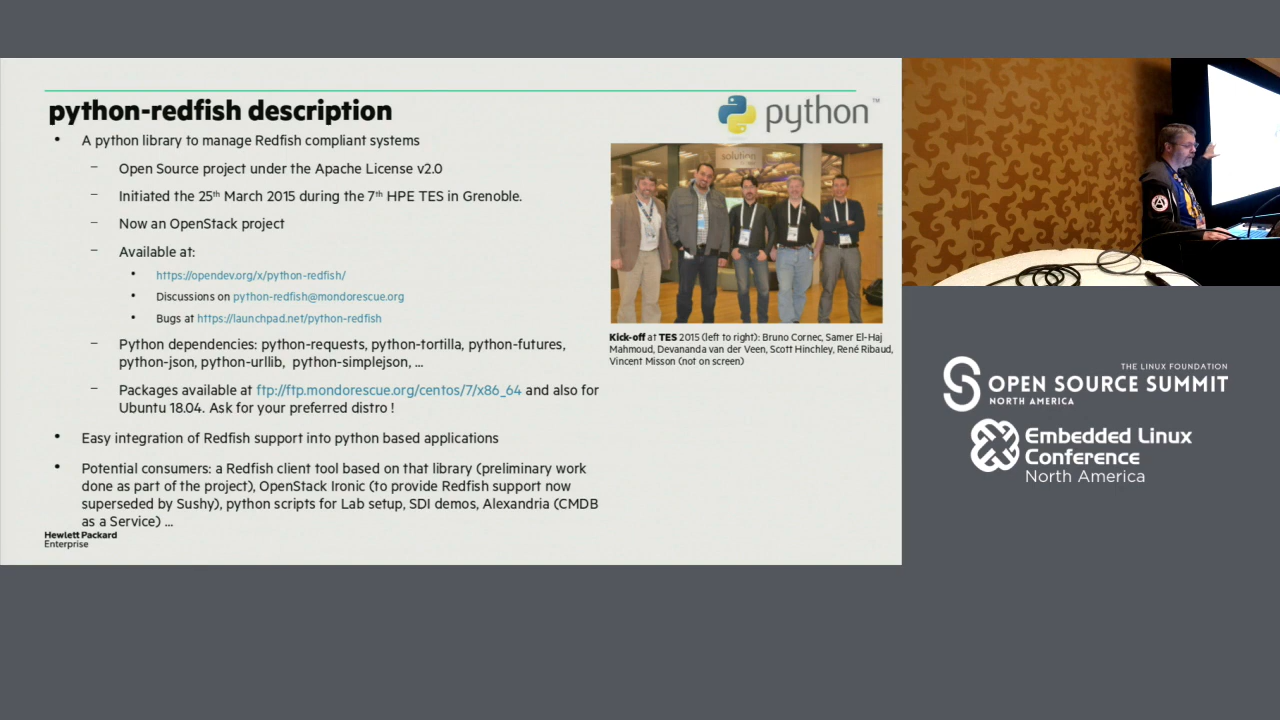 python-redfish description
python™
• A python library to manage Redfish compliant systems
– Open Source project under the Apache License v2.0
– Initiated the 25th March 2015 during the 7th HPE TES in Grenoble.
– Now an OpenStack project
– Available at:
• https://opendev.org/x/python-redfish/
• Discussions on python-redfish@mondorescue.org
• Bugs at https://launchpad.net/python-redfish
– Python dependencies: python-requests, python-tortilla, python-futures,
python-json, python-urllib, python-simplejson, ...
– Packages available at ftp://ftp.mondorescue.org/centos/7/x86_64 and also for
Ubuntu 18.04. Ask for your preferred distro !
• Easy integration of Redfish support into python based applications
• Potential consumers: a Redfish client tool based on that library (preliminary work
done as part of the project), OpenStack Ironic (to provide Redfish support now
superseded by Sushy), python scripts for Lab setup, SDI demos, Alexandria (CMDB
as a Service) ...
solution
Kick-off at TES 2015 (left to right): Bruno Cornec, Samer El-Haj
Mahmoud, Devananda van der Veen, Scott Hinchley, René Ribaud,
Vincent Misson (not on screen)
Hewlett Packard
Enterprise
THE LINUX FOUNDATION
OPEN SOURCE SUMMIT
NORTH AMERICA
Embedded Linux
Conference
North America